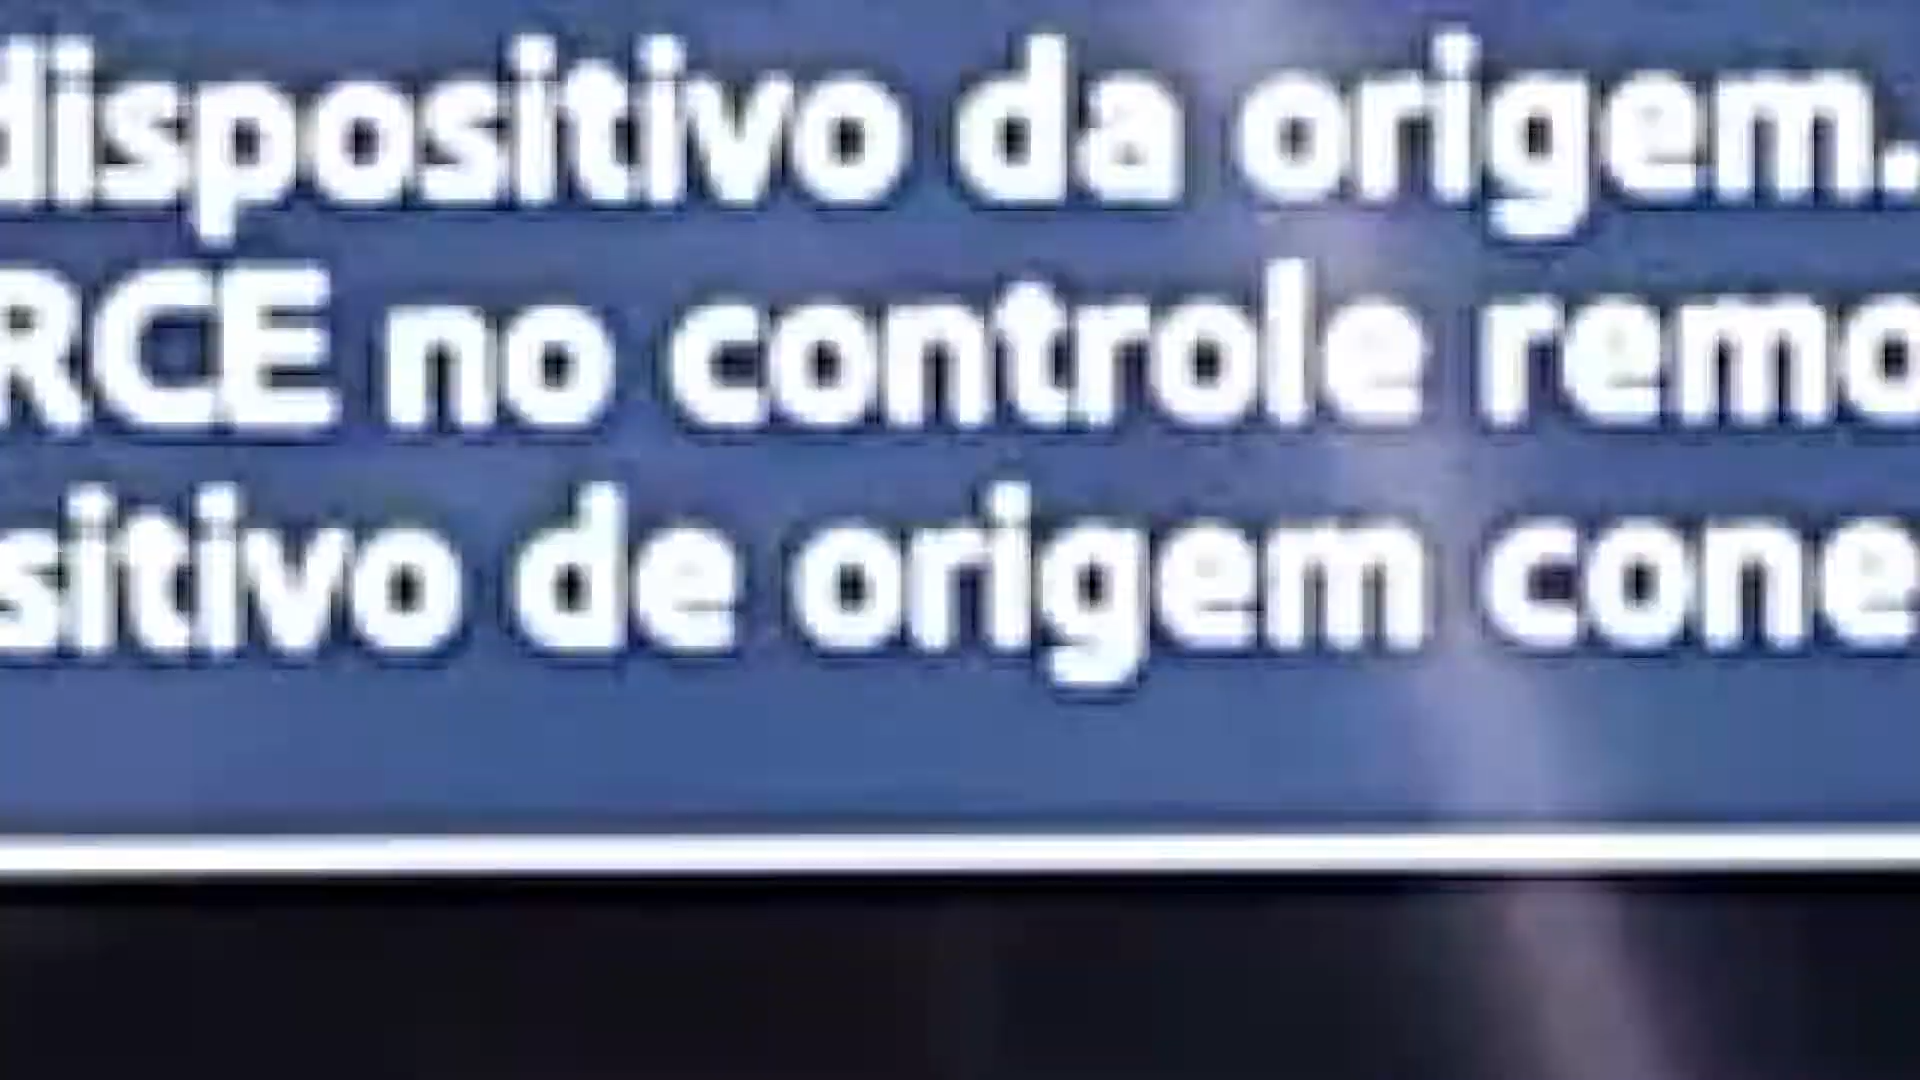 dispositivo da origem.
RCE no controle remo
sitivo de origem cone